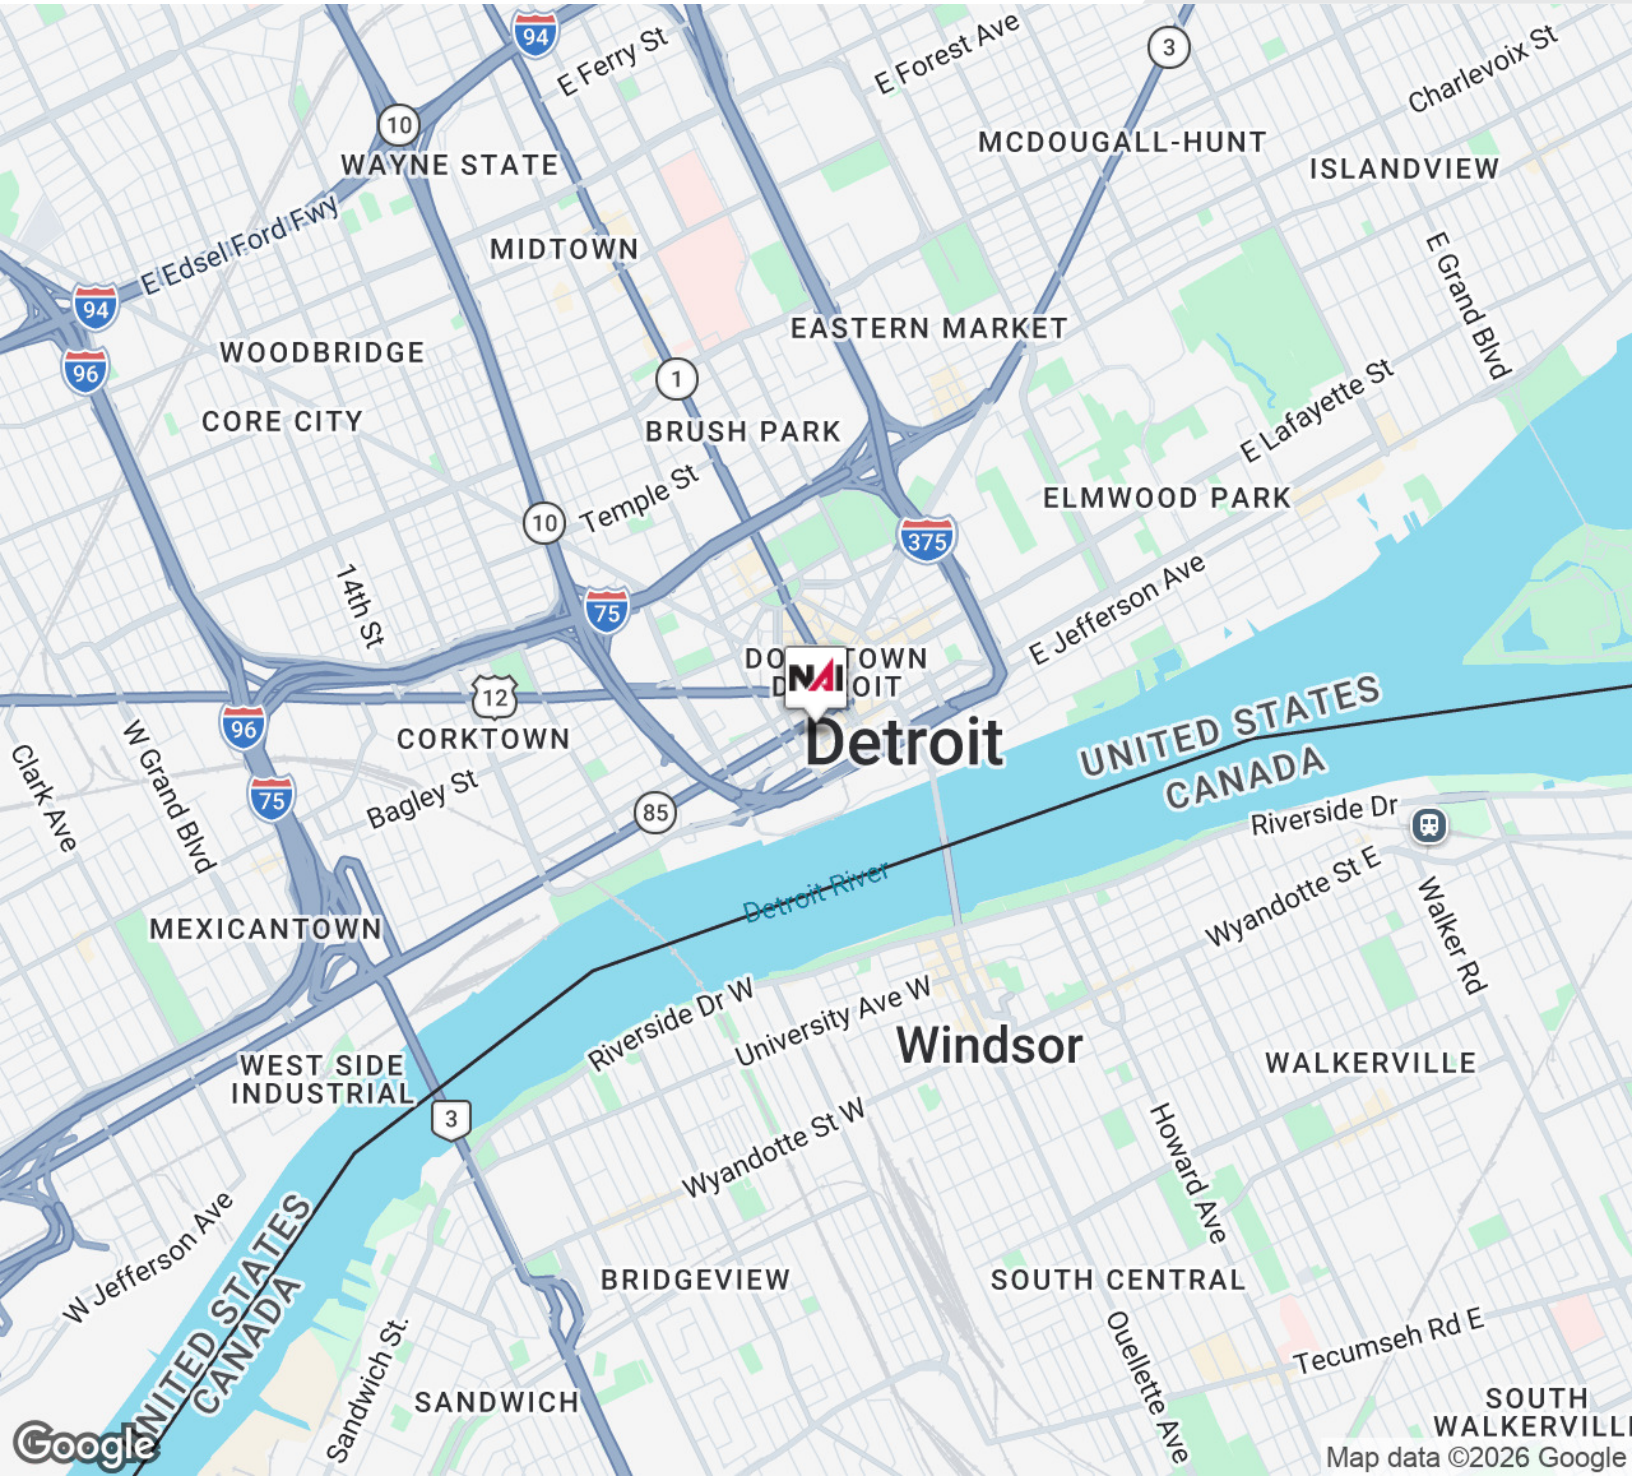 94
E Ferry St
E Forest Ave
3
Charlevoix St
10
WAYNE STATE
MCDOUGALL-HUNT
ISLANDVIEW
E Edsel Ford Fwy
MIDTOWN
E Grand Blvd
94
EASTERN MARKET
96
WOODBRIDGE
1
E Lafayette St
CORE CITY
BRUSH PARK
Temple St
ELMWOOD PARK
10
375
14th St
75
E Jefferson Ave
NAI
12
96
CORKTOWN
Detroit
UNITED STATES
CANADA
Clark Ave
W Grand Blvd
75
Bagley St
85
Riverside Dr
Detroit River
Wyandotte St E
Walker Rd
MEXICANTOWN
Riverside Dr W
University Ave W
Windsor
WEST SIDE
INDUSTRIAL
WALKERVILLE
3
Wyandotte St W
Howard Ave
W Jefferson Ave
UNITED STATES
CANADA
BRIDGEVIEW
SOUTH CENTRAL
Sandwich St.
Ouellette Ave
Tecumseh Rd E
SANDWICH
SOUTH
WALKERVILLE
Google
Map data ©2026 Google